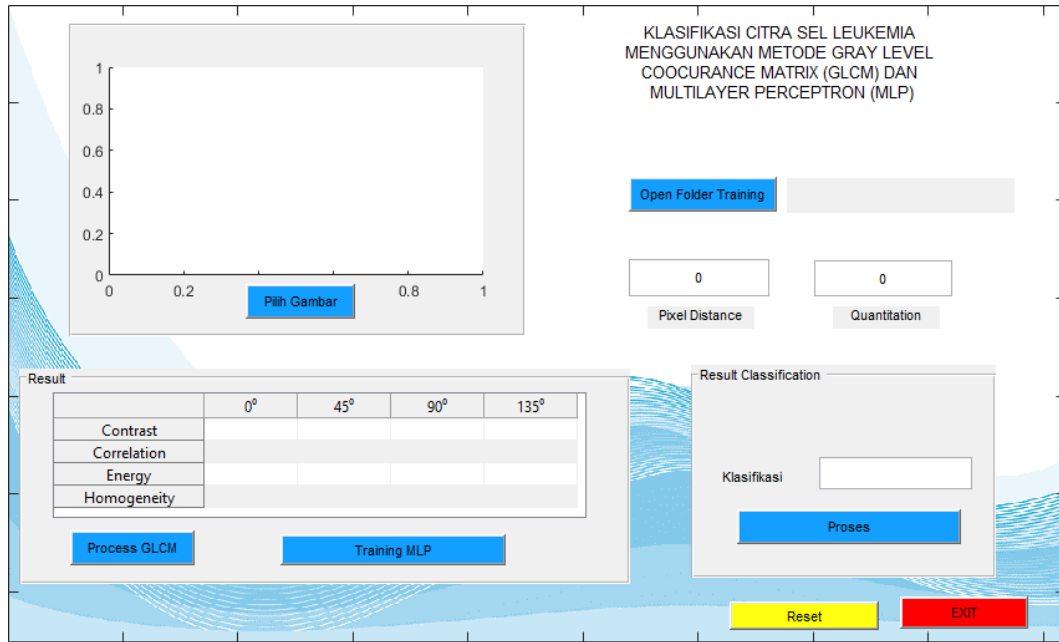 KLASIFIKASI CITRA SEL LEUKEMIA
MENGGUNAKAN METODE GRAY LEVEL
COOCURANCE MATRIX (GLCM) DAN
MULTILAYER PERCEPTRON (MLP)
1
0.8
0.6
0.4
0.2
0
0 0.2 0.8 1
Pilih Gambar
Open Folder Training
0 0
Pixel Distance Quantitation
Result
0° 45° 90° 135°
Contrast
Correlation
Energy
Homogeneity
Process GLCM Training MLP
Result Classification
Klasifikasi
Proses
Reset EXIT